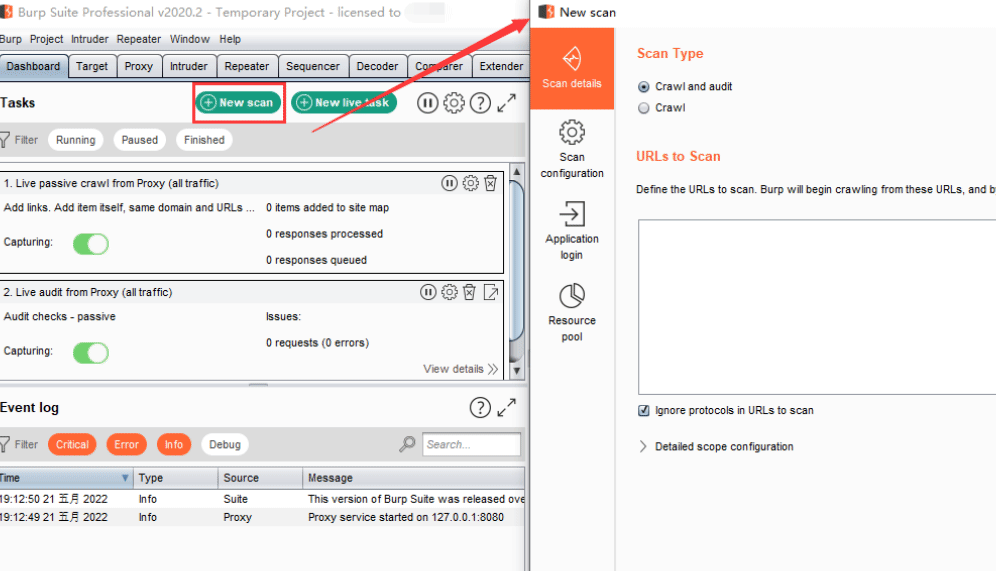 Burp Suite Professional v2020.2 - Temporary Project - licensed to
Burp Project Intruder Repeater Window Help
Dashboard Target Proxy Intruder Repeater Sequencer Decoder Comparer Extender
Tasks
New scan
New live task
Filter Running Paused Finished
1. Live passive crawl from Proxy (all traffic)
Add links. Add item itself, same domain and URLs ... 0 items added to site map
0 responses processed
Capturing:
0 responses queued
2. Live audit from Proxy (all traffic)
Audit checks - passive Issues:
Capturing: 0 requests (0 errors)
View details
Event log
Filter Critical Error Info Debug Search...
Time Type Source Message
19:12:50 21 五月 2022 Info Suite This version of Burp Suite was released ove
19:12:49 21 五月 2022 Info Proxy Proxy service started on 127.0.0.1:8080
New scan
Scan details
Scan
configuration
Application
login
Resource
pool
Scan Type
Crawl and audit
Crawl
URLs to Scan
Define the URLs to scan. Burp will begin crawling from these URLs, and b
Ignore protocols in URLs to scan
Detailed scope configuration